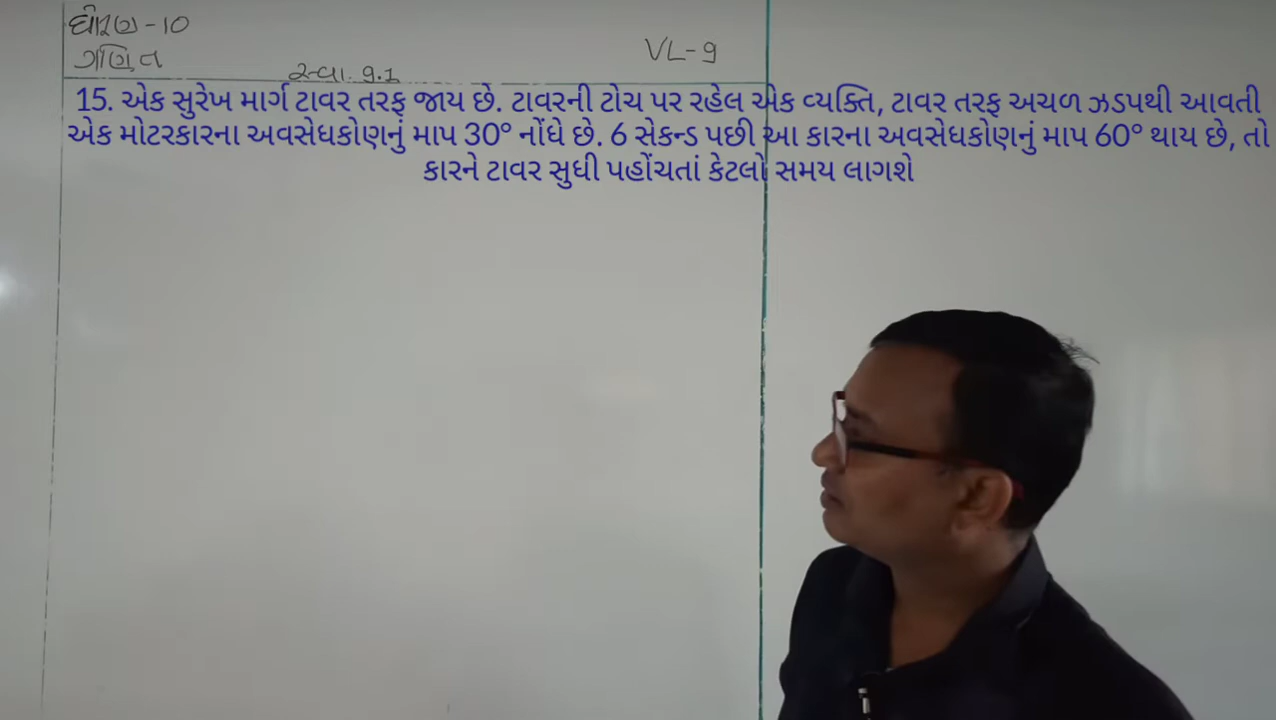 ધોરણ - 10
ગણિત
સ્વા. 9.1
VL-9
15. એક સુરેખ માર્ગ ટાવર તરફ જાય છે. ટાવરની ટોચ પર રહેલ એક વ્યક્તિ, ટાવર તરફ અચળ ઝડપથી આવતી
એક મોટરકારના અવસેધકોણનું માપ 30° નોંધે છે. 6 સેકન્ડ પછી આ કારના અવસેધકોણનું માપ 60° થાય છે, તો
કારને ટાવર સુધી પહોંચતાં કેટલો સમય લાગશે